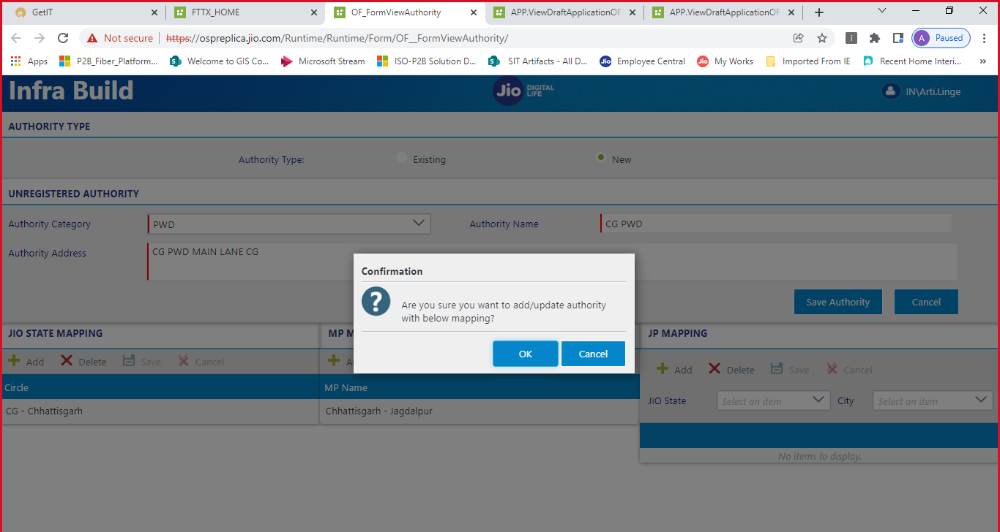 GetIT
FTTX_HOME
OF_FormViewAuthority
APP.ViewDraftApplicationOF
APP.ViewDraftApplicationOF
Not secure
https://ospreplica.jio.com/Runtime/Runtime/Form/OF__FormViewAuthority/
A Paused
Apps
P2B_Fiber_Platform...
Welcome to GIS Co...
Microsoft Stream
ISO-P2B Solution D...
SIT Artifacts - All D...
Jio Employee Central
Jio My Works
Imported From IE
Recent Home Interi...
»
Infra Build
Jio DIGITAL
LIFE
IN\Arti.Linge
AUTHORITY TYPE
Authority Type: Existing New
UNREGISTERED AUTHORITY
Authority Category PWD Authority Name CG PWD
Authority Address CG PWD MAIN LANE CG
Confirmation
?
Are you sure you want to add/update authority
with below mapping?
OK Cancel
Save Authority Cancel
JIO STATE MAPPING
Add Delete Save Cancel
Circle
CG - Chhattisgarh
MP M
A
MP Name
Chhattisgarh - Jagdalpur
JP MAPPING
Add Delete Save Cancel
JIO State Select an item City Select an item
No items to display.